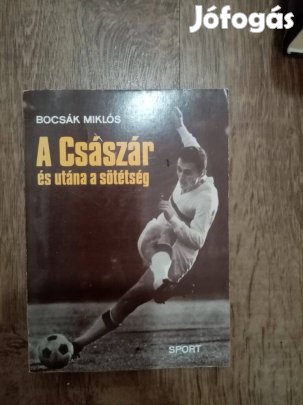 Jófogás
BOCSÁK MIKLÓS
A Császár
és utána a sötétség
SPORT